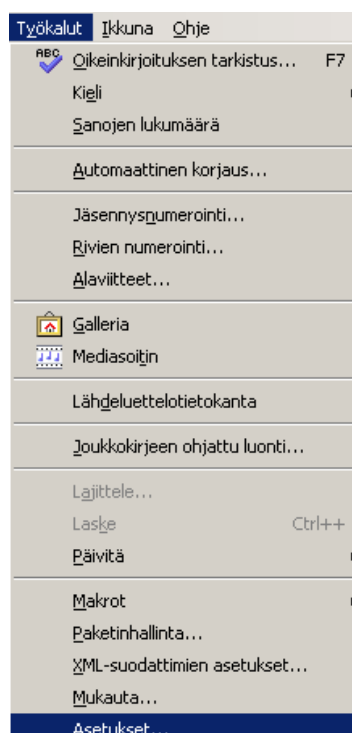 Työkalut Ikkuna Ohje
ABC Oikeinkirjoituksen tarkistus... F7
Kieli
Sanojen lukumäärä
Automaattinen korjaus...
Jäsennysnumerointi...
Rivien numerointi...
Alaviitteet...
Galleria
Mediasoitin
Lähdeluettelotietokanta
Joukkokirjeen ohjattu luonti...
Lajittele...
Laske Ctrl++
Päivitä
Makrot
Paketinhallinta...
XML-suodattimien asetukset...
Mukauta...
Asetukset...